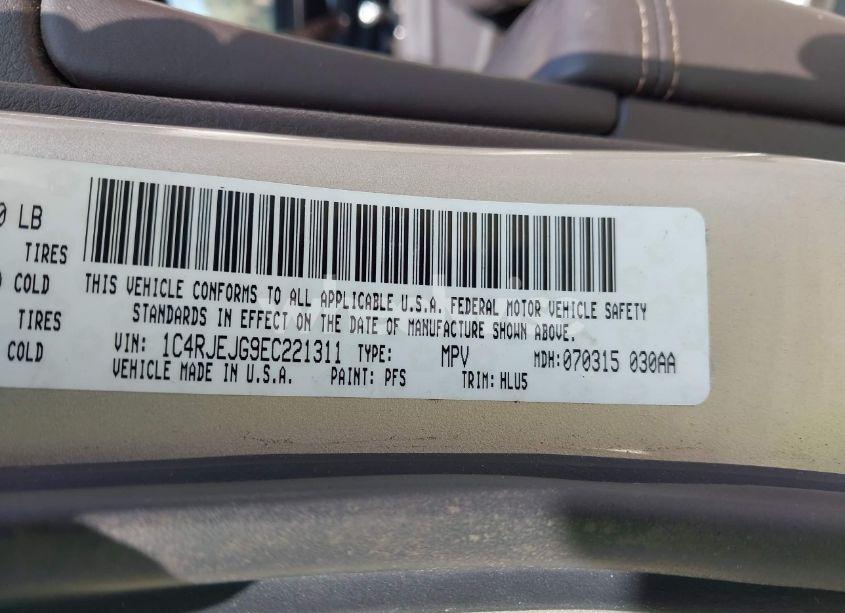 0 LB
TIRES
COLD
TIRES
COLD
THIS VEHICLE CONFORMS TO ALL APPLICABLE U.S.A. FEDERAL MOTOR VEHICLE SAFETY
STANDARDS IN EFFECT ON THE DATE OF MANUFACTURE SHOWN ABOVE.
VIN: 1C4RJEJG9EC221311 TYPE: MPV MDH:070315 030AA
VEHICLE MADE IN U.S.A. PAINT: PFS TRIM: HLU5